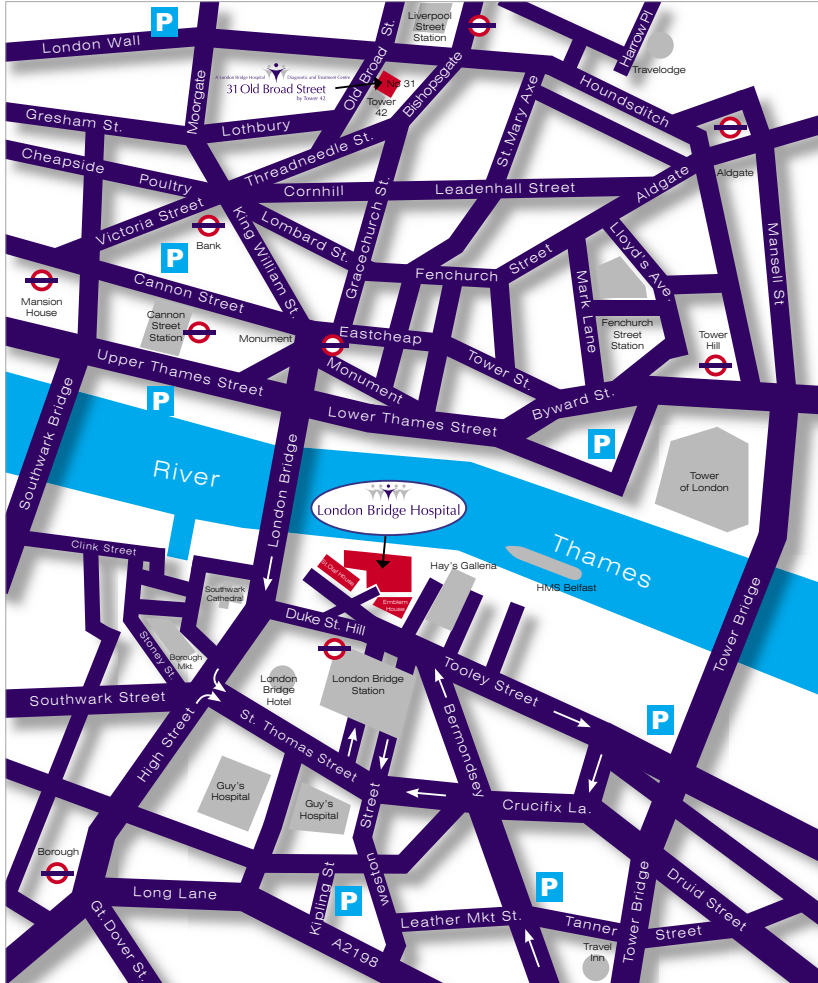 London Wall
P
Liverpool
Street
Station
Harrow Pl
Travelodge
Moorgate
A London Bridge Hospital Diagnostic and Treatment Centre
31 Old Broad Street
by Tower 42
Old Broad St.
No 31
Tower
42
Bishopsgate
Houndsditch
St.Mary Axe
Gresham St.
Lothbury
Threadneedle St.
Cheapside
Poultry
Cornhill
Leadenhall Street
Aldgate
Aldgate
Victoria Street
Bank
King William St.
Lombard St.
Gracechurch St.
Fenchurch Street
Lloyd's Ave.
Mansell St
P
Mansion
House
Cannon Street
Cannon
Street
Station
Monument
Eastcheap
Monument
Mark Lane
Fenchurch
Street
Station
Tower
Hill
Upper Thames Street
Tower St.
Byward St.
Lower Thames Street
P
P
Southwark Bridge
River
London Bridge
London Bridge Hospital
Tower
of London
Thames
Clink Street
Southwark
Cathedral
St Olaf House
Emblem
House
Hay's Galleria
HMS Belfast
Tower Bridge
Duke St. Hill
Stoney St.
Borough
Mkt.
London
Bridge
Hotel
London Bridge
Station
Tooley Street
Southwark Street
High Street
St. Thomas Street
Bermondsey
P
Guy's
Hospital
Guy's
Hospital
Street
Crucifix La.
Borough
Long Lane
Kipling St
Weston
P
P
Druid Street
Gt.Dover St.
A2198
Leather Mkt St.
Tanner Street
Travel
Inn
Tower Bridge